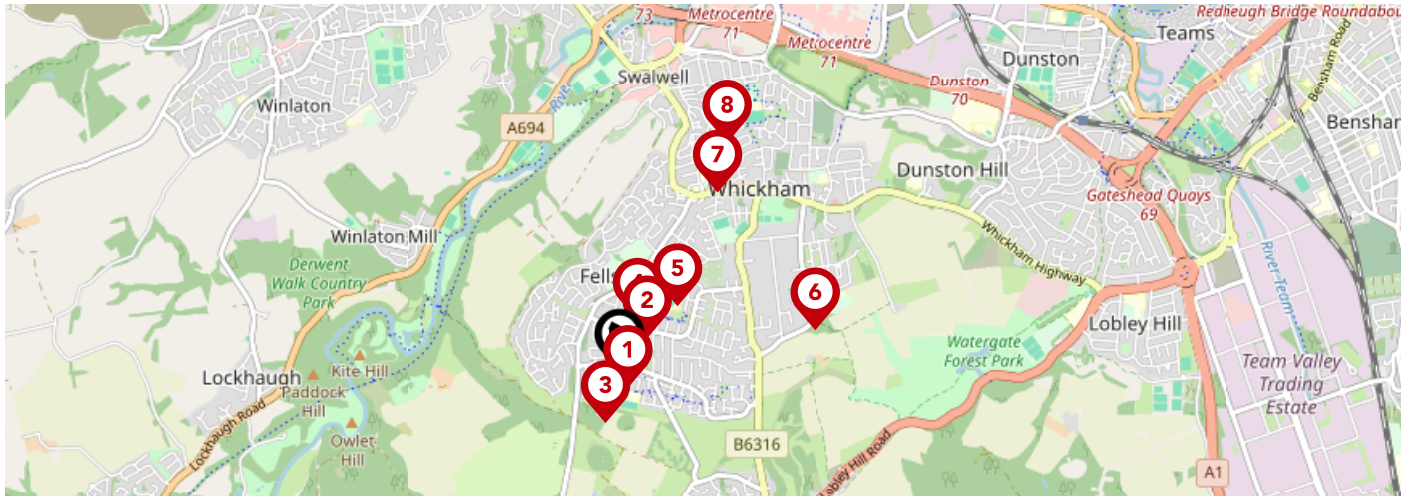 73
Metrocentre
71
Redheugh Bridge
Teams
Bensham Road
Metrocentre
71
Dunston
Swalwell
Dunston
70
River
Winlaton
8
A694
7
Dunston Hill
Whickham
Gateshead Quays
69
Winlaton Mill
Whickham Highway
River Team
Derwent
Walk Country
Park
5
2
6
Lobley Hill
1
Watergate
Forest Park
Kite Hill
Lockhaugh
Paddock
Hill
3
Team Valley
Trading
Estate
Lockhaugh Road
Owlet
Hill
B6316
Lobley Hill Road
A1